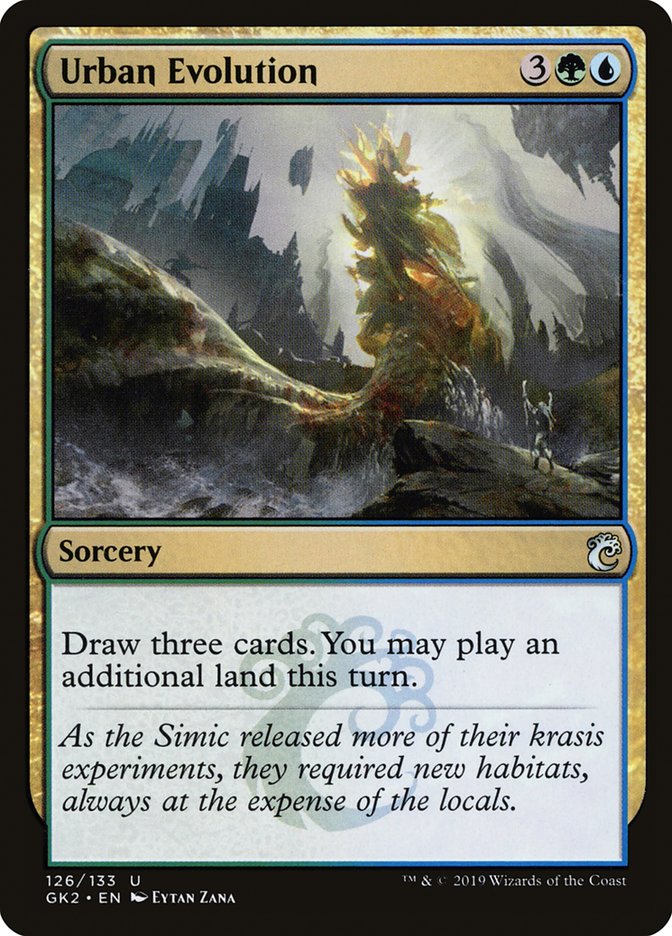 Urban Evolution 3
Sorcery
Draw three cards. You may play an
additional land this turn.
As the Simic released more of their krasis
experiments, they required new habitats,
always at the expense of the locals.
126/133 U
GK2 • EN Eytan Zana
™ & © 2019 Wizards of the Coast